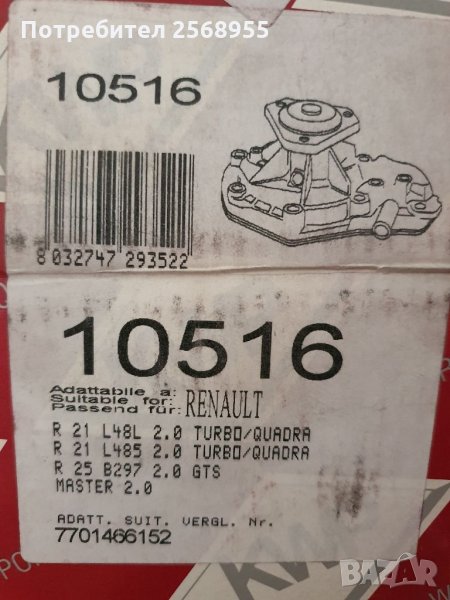 Потребител 2568955
10516
8 032747 293522
10516
Adattabile a:
Suitable for: RENAULT
Passend für:
R 21 L48L 2.0 TURBO/QUADRA
R 21 L485 2.0 TURBO/QUADRA
R 25 B297 2.0 GTS
MASTER 2.0
ADATT. SUIT. VERGL. Nr.
7701466152
BAZAR